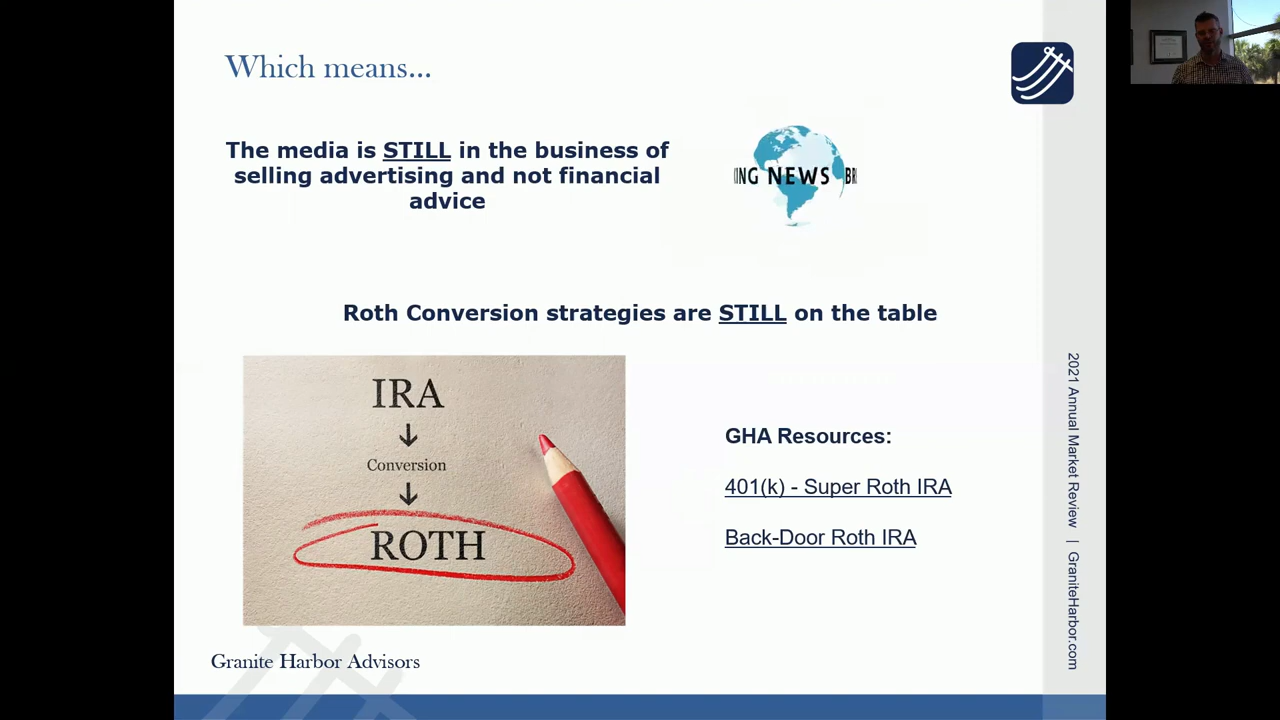 Which means...
The media is STILL in the business of
selling advertising and not financial
advice
ING NEWS BR
Roth Conversion strategies are STILL on the table
IRA
Conversion
ROTH
GHA Resources:
401(k) - Super Roth IRA
Back-Door Roth IRA
Granite Harbor Advisors
2021 Annual Market Review | GraniteHarbor.com